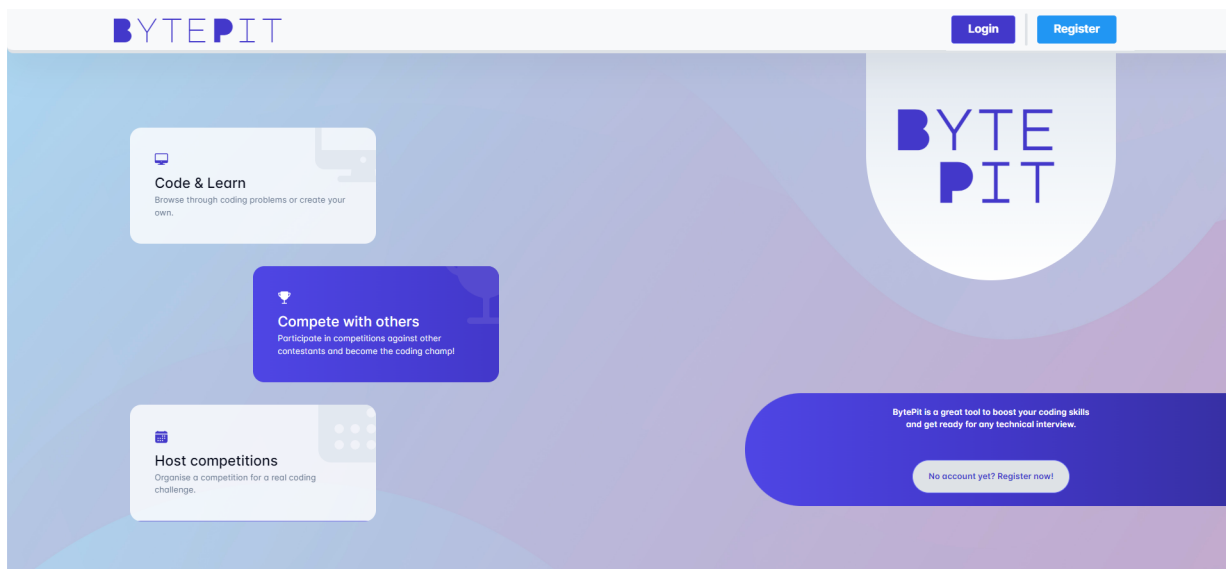 BYTEPIT
Login
Register
BYTE
PIT
Code & Learn
Browse through coding problems or create your
own.
Compete with others
Participate in competitions against other
contestants and become the coding champ!
Host competitions
Organise a competition for a real coding
challenge.
BytePit is a great tool to boost your coding skills
and get ready for any technical interview.
No account yet? Register now!